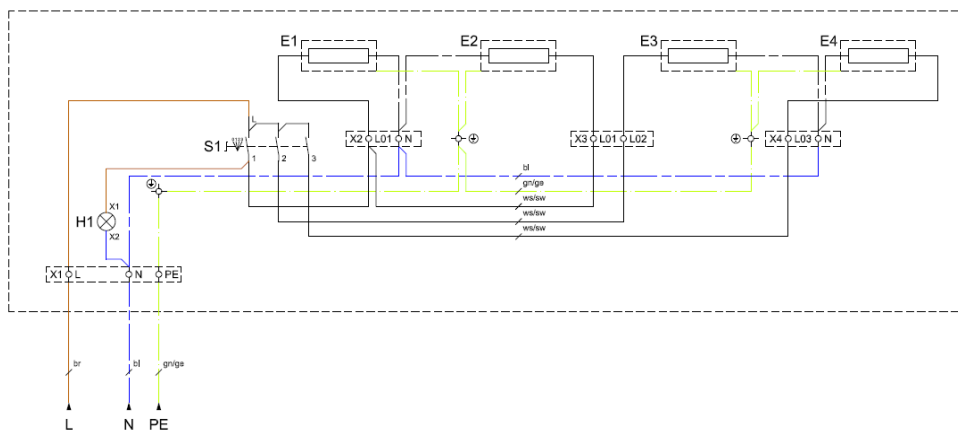 E1 E2 E3 E4
L
S1 0123 X2 L01 N X3 L01 L02 X4 L03 N
1 2 3
bl
gn/ge
ws/sw
X1 ws/sw
H1 ws/sw
X2
X1 L N PE
br bl gn/ge
L N PE